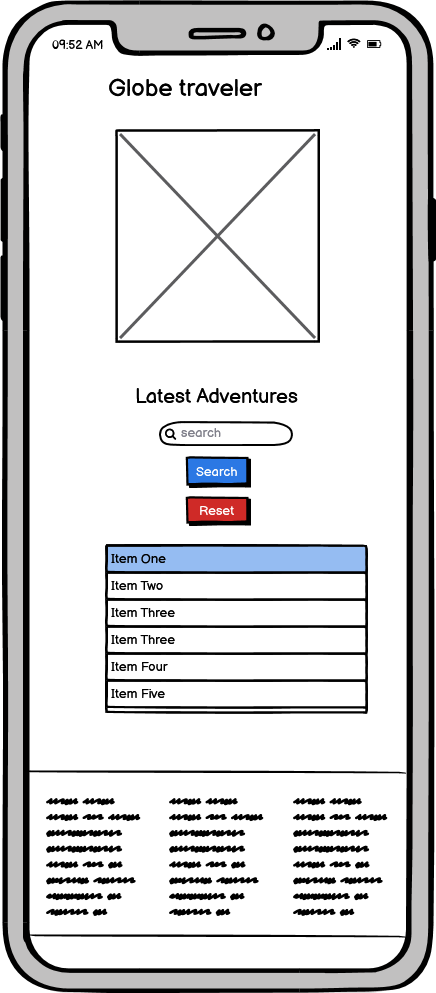 09:52 AM
Globe traveler
Latest Adventures
search
Search
Reset
Item One
Item Two
Item Three
Item Three
Item Four
Item Five